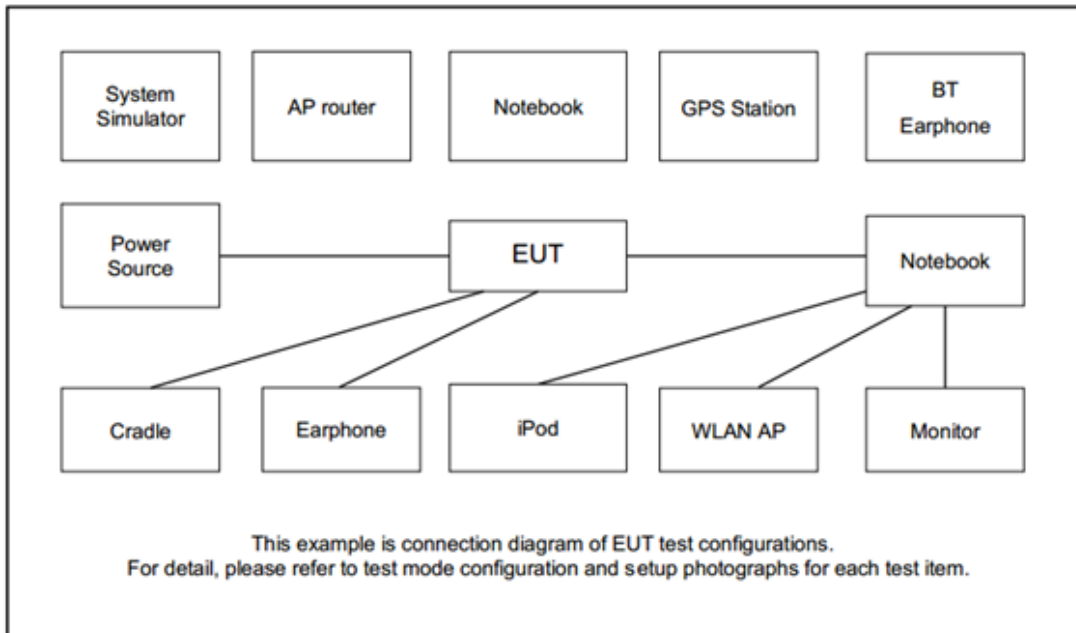 System
Simulator
AP router
Notebook
GPS Station
BT
Earphone
Power
Source
EUT
Notebook
Cradle
Earphone
iPod
WLAN AP
Monitor
This example is connection diagram of EUT test configurations.
For detail, please refer to test mode configuration and setup photographs for each test item.